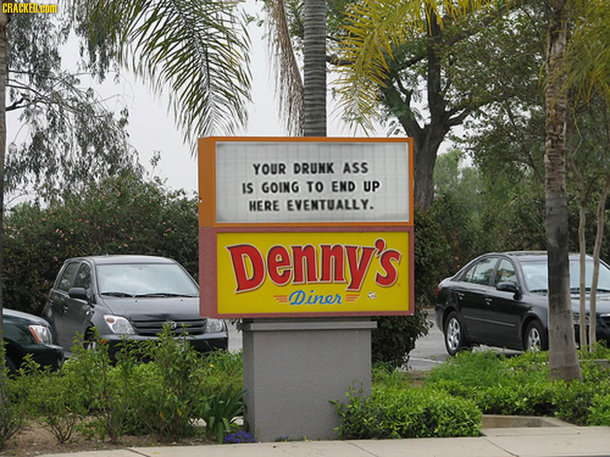 CRACKED.COM
YOUR DRUNK ASS
IS GOING TO END UP
HERE EVENTUALLY.
Denny's
Diner